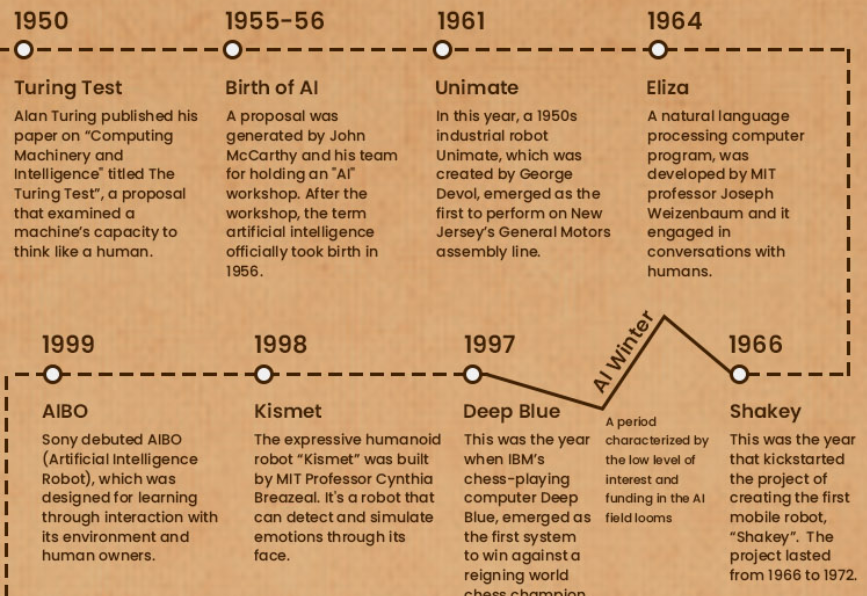 1950
Turing Test
Alan Turing published his
paper on “Computing
Machinery and
Intelligence" titled The
Turing Test”, a proposal
that examined a
machine’s capacity to
think like a human.
1955-56
Birth of AI
A proposal was
generated by John
McCarthy and his team
for holding an "AI"
workshop. After the
workshop, the term
artificial intelligence
officially took birth in
1956.
1961
Unimate
In this year, a 1950s
industrial robot
Unimate, which was
created by George
Devol, emerged as the
first to perform on New
Jersey’s General Motors
assembly line.
1964
Eliza
A natural language
processing computer
program, was
developed by MIT
professor Joseph
Weizenbaum and it
engaged in
conversations with
humans.
1966
Shakey
This was the year
that kickstarted
the project of
creating the first
mobile robot,
“Shakey”. The
project lasted
from 1966 to 1972.
AI Winter
A period
characterized by
the low level of
interest and
funding in the AI
field looms
1997
Deep Blue
This was the year
when IBM’s
chess-playing
computer Deep
Blue, emerged as
the first system
to win against a
reigning world
chess champion
1998
Kismet
The expressive humanoid
robot “Kismet” was built
by MIT Professor Cynthia
Breazeal. It's a robot that
can detect and simulate
emotions through its
face.
1999
AIBO
Sony debuted AIBO
(Artificial Intelligence
Robot), which was
designed for learning
through interaction with
its environment and
human owners.